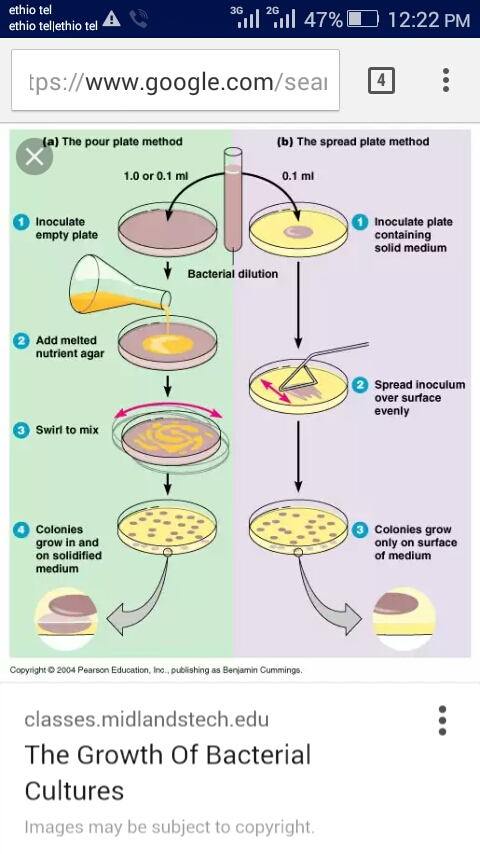 ethio tel
ethio tel|ethio tel
3G 2G 47% 12:22 PM
tps://www.google.com/sear
4
(a) The pour plate method
(b) The spread plate method
1.0 or 0.1 ml
0.1 ml
1 Inoculate
empty plate
1 Inoculate plate
containing
solid medium
Bacterial dilution
2 Add melted
nutrient agar
2 Spread inoculum
over surface
evenly
3 Swirl to mix
4 Colonies
grow in and
on solidified
medium
3 Colonies grow
only on surface
of medium
Copyright © 2004 Pearson Education, Inc., publishing as Benjamin Cummings.
classes.midlandstech.edu
The Growth Of Bacterial
Cultures
Images may be subject to copyright.